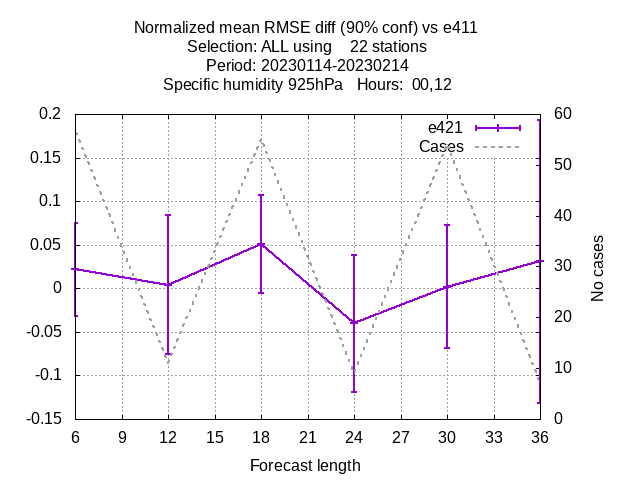 Normalized mean RMSE diff (90% conf) vs e411
Selection: ALL using    22 stations
Period: 20230114-20230214
Specific humidity 925hPa   Hours:  00,12
0.2
0.15
0.1
0.05
0
-0.05
-0.1
-0.15
e421
Cases
60
50
40
30
20
10
0
No cases
6 9 12 15 18 21 24 27 30 33 36
Forecast length